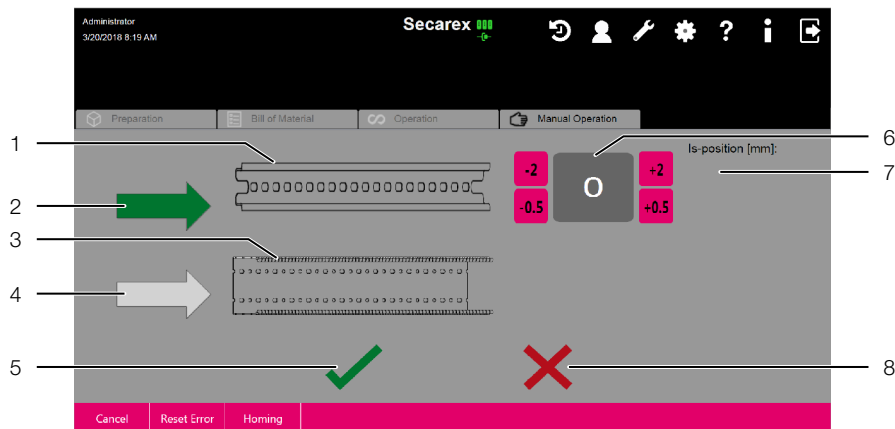 Administrator
3/20/2018 8:19 AM
Secarex
?
i
Preparation
Bill of Material
Operation
Manual Operation
1
2
3
4
5
-2
-0.5
0
+2
+0.5
Is-position [mm]:
6
7
8
Cancel
Reset Error
Homing